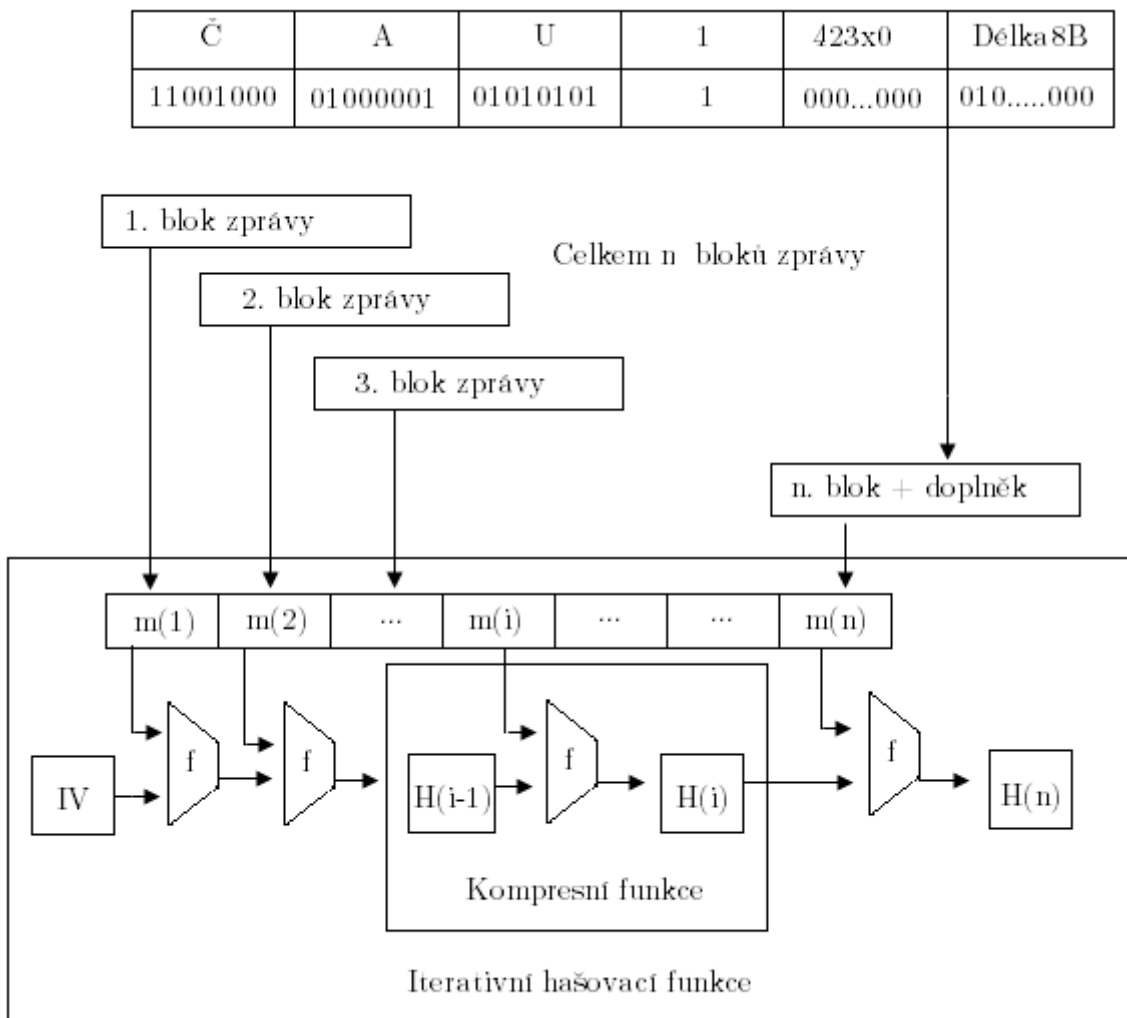 Č A U 1 423x0 Délka 8B
11001000 01000001 01010101 1 000...000 010.....000
1. blok zprávy
Celkem n bloků zprávy
2. blok zprávy
3. blok zprávy
n. blok + doplněk
m(1) m(2) ... m(i) ... ... m(n)
f f f f
IV H(i-1) H(i) H(n)
Kompresní funkce
Iterativní hašovací funkce